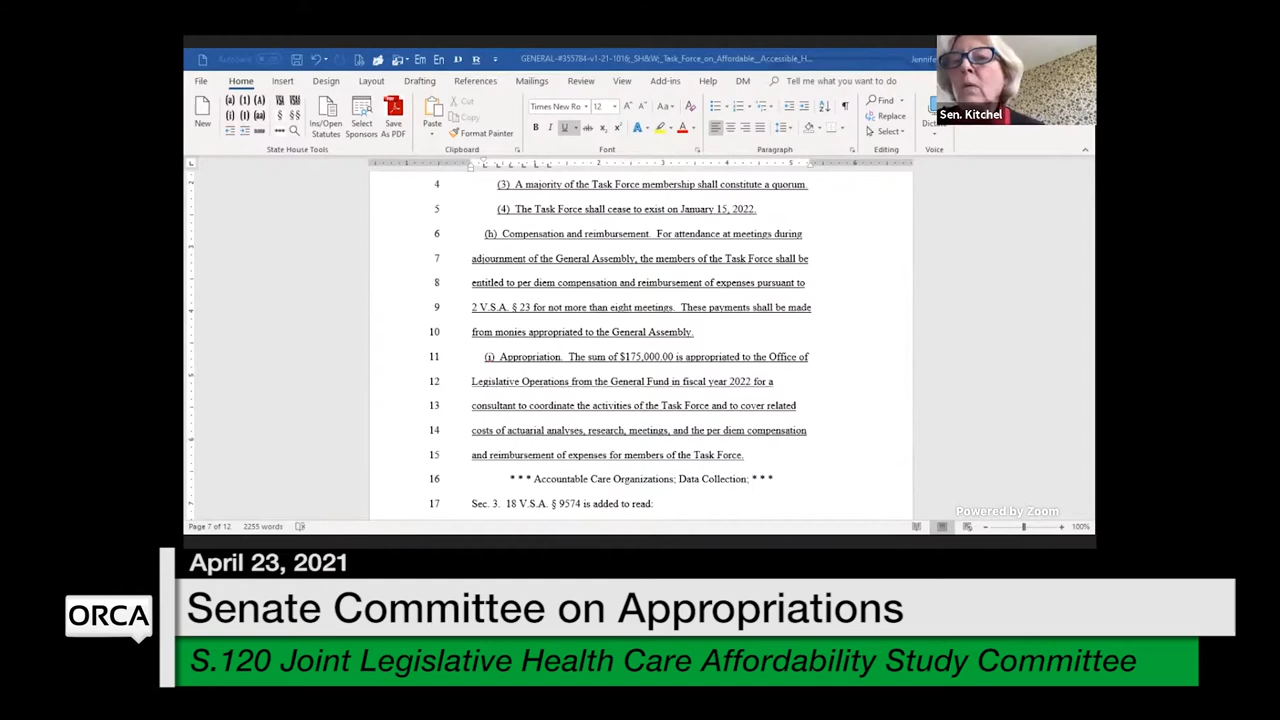 GENERAL-#355784-v1-21-1016;_SH&W;_Task_Force_on_Affordable,_Accessible_H...
Jennife
File Home Insert Design Layout Drafting References Mailings Review Add-ins Help DM Tell me what you want to do
New
Ins/Openi Statutes
Select Sponsors
Save As PDF
Paste
Cut
Copy
Format Painter
Times New Ro 12
Find
Replace
Select
State House Tools Clipboard Font Paragraph Editing Voice
Sen. Kitchel
4 (3) A majority of the Task Force membership shall constitute a quorum.
5 (4) The Task Force shall cease to exist on January 15, 2022.
6 (h) Compensation and reimbursement. For attendance at meetings during
7 adjournment of the General Assembly, the members of the Task Force shall be
8 entitled to per diem compensation and reimbursement of expenses pursuant to
9 2 V.S.A. § 23 for not more than eight meetings. These payments shall be made
10 from monies appropriated to the General Assembly.
11 (i) Appropriation. The sum of $175,000.00 is appropriated to the Office of
12 Legislative Operations from the General Fund in fiscal year 2022 for a
13 consultant to coordinate the activities of the Task Force and to cover related
14 costs of actuarial analyses, research, meetings, and the per diem compensation
15 and reimbursement of expenses for members of the Task Force.
16 * * * Accountable Care Organizations; Data Collection; * * *
17 Sec. 3. 18 V.S.A. § 9574 is added to read:
Powered by Zoom
Page 7 of 12 2255 words
100%
April 23, 2021
ORCA
Senate Committee on Appropriations
S.120 Joint Legislative Health Care Affordability Study Committee